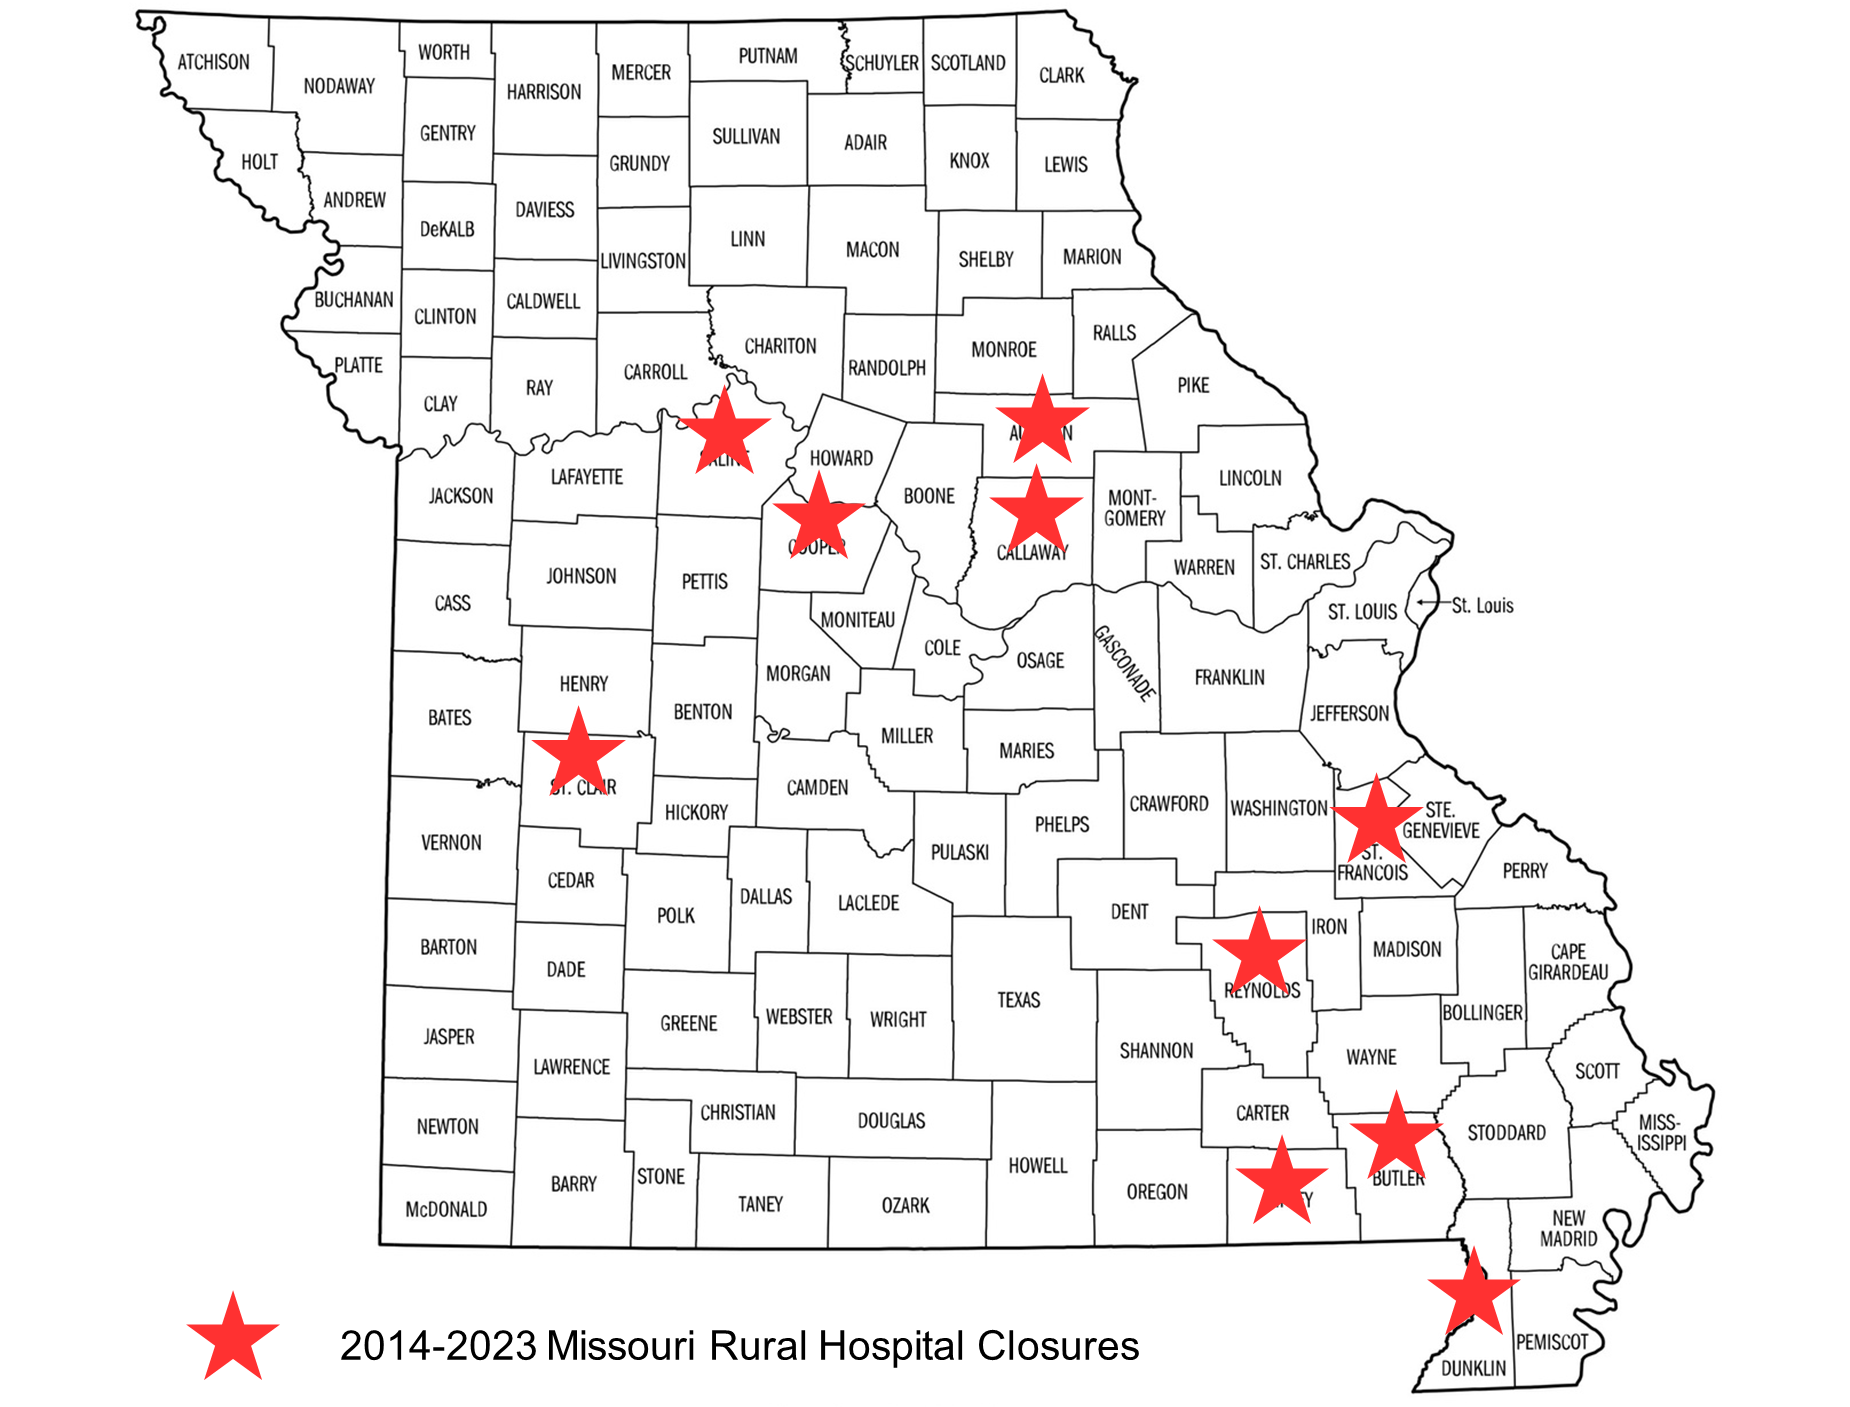 ATCHISON
NODAWAY
WORTH
HARRISON
MERCER
PUTNAM
SCHUYLER
SCOTLAND
CLARK
HOLT
ANDREW
GENTRY
DeKALB
DAVIESS
GRUNDY
SULLIVAN
ADAIR
KNOX
LEWIS
LIVINGSTON
LINN
MACON
SHELBY
MARION
BUCHANAN
CLINTON
CALDWELL
CHARITON
RANDOLPH
MONROE
RALLS
PLATTE
CLAY
RAY
CARROLL
PIKE
JACKSON
LAFAYETTE
HOWARD
BOONE
MONT-
GOMERY
LINCOLN
CASS
JOHNSON
PETTIS
COOPER
CALLAWAY
WARREN
ST. CHARLES
ST. LOUIS
St. Louis
MONITEAU
COLE
OSAGE
GASCONADE
FRANKLIN
JEFFERSON
BATES
HENRY
BENTON
MORGAN
MILLER
MARIES
ST. CLAIR
HICKORY
CAMDEN
PHELPS
CRAWFORD
WASHINGTON
STE.
GENEVIEVE
ST.
FRANCOIS
PERRY
VERNON
CEDAR
POLK
DALLAS
LACLEDE
PULASKI
DENT
IRON
MADISON
CAPE
GIRARDEAU
BARTON
DADE
GREENE
WEBSTER
WRIGHT
TEXAS
REYNOLDS
BOLLINGER
JASPER
LAWRENCE
SHANNON
WAYNE
SCOTT
NEWTON
CHRISTIAN
DOUGLAS
CARTER
STODDARD
MISS-
ISSIPPI
McDONALD
BARRY
STONE
TANEY
OZARK
HOWELL
OREGON
BUTLER
NEW
MADRID
DUNKLIN
PEMISCOT
2014-2023 Missouri Rural Hospital Closures